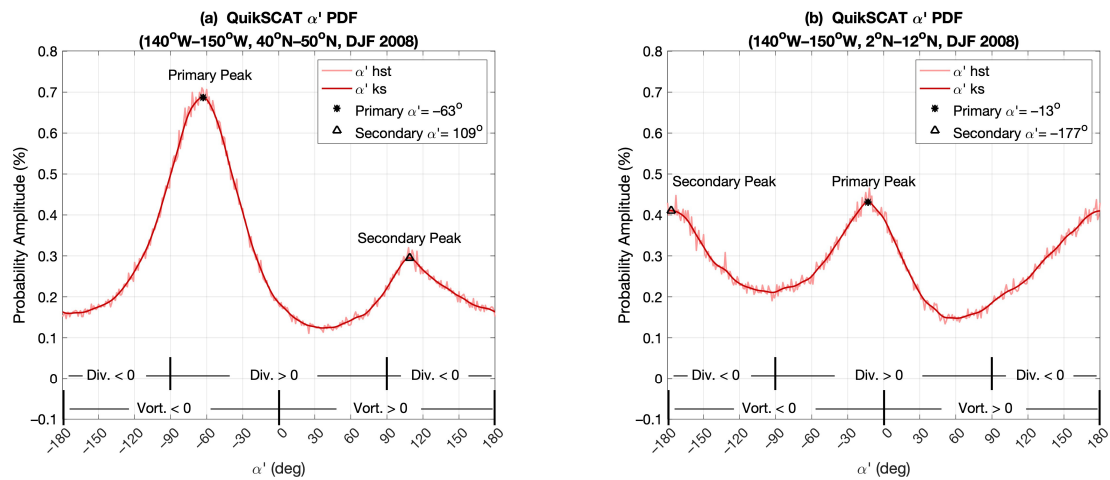 (a) QuikSCAT α' PDF
(140°W–150°W, 40°N–50°N, DJF 2008)
0.8
0.7
0.6
0.5
0.4
0.3
0.2
0.1
0
−0.1
Probability Amplitude (%)
Primary Peak
Secondary Peak
α' hst
α' ks
Primary α'= −63°
Secondary α'= 109°
Div. < 0
Div. > 0
Div. < 0
Vort. < 0
Vort. > 0
−180
−150
−120
−90
−60
−30
0
30
60
90
120
150
180
α' (deg)
(b) QuikSCAT α' PDF
(140°W–150°W, 2°N–12°N, DJF 2008)
0.8
0.7
0.6
0.5
0.4
0.3
0.2
0.1
0
−0.1
Probability Amplitude (%)
Secondary Peak
Primary Peak
α' hst
α' ks
Primary α'= −13°
Secondary α'= −177°
Div. < 0
Div. > 0
Div. < 0
Vort. < 0
Vort. > 0
−180
−150
−120
−90
−60
−30
0
30
60
90
120
150
180
α' (deg)